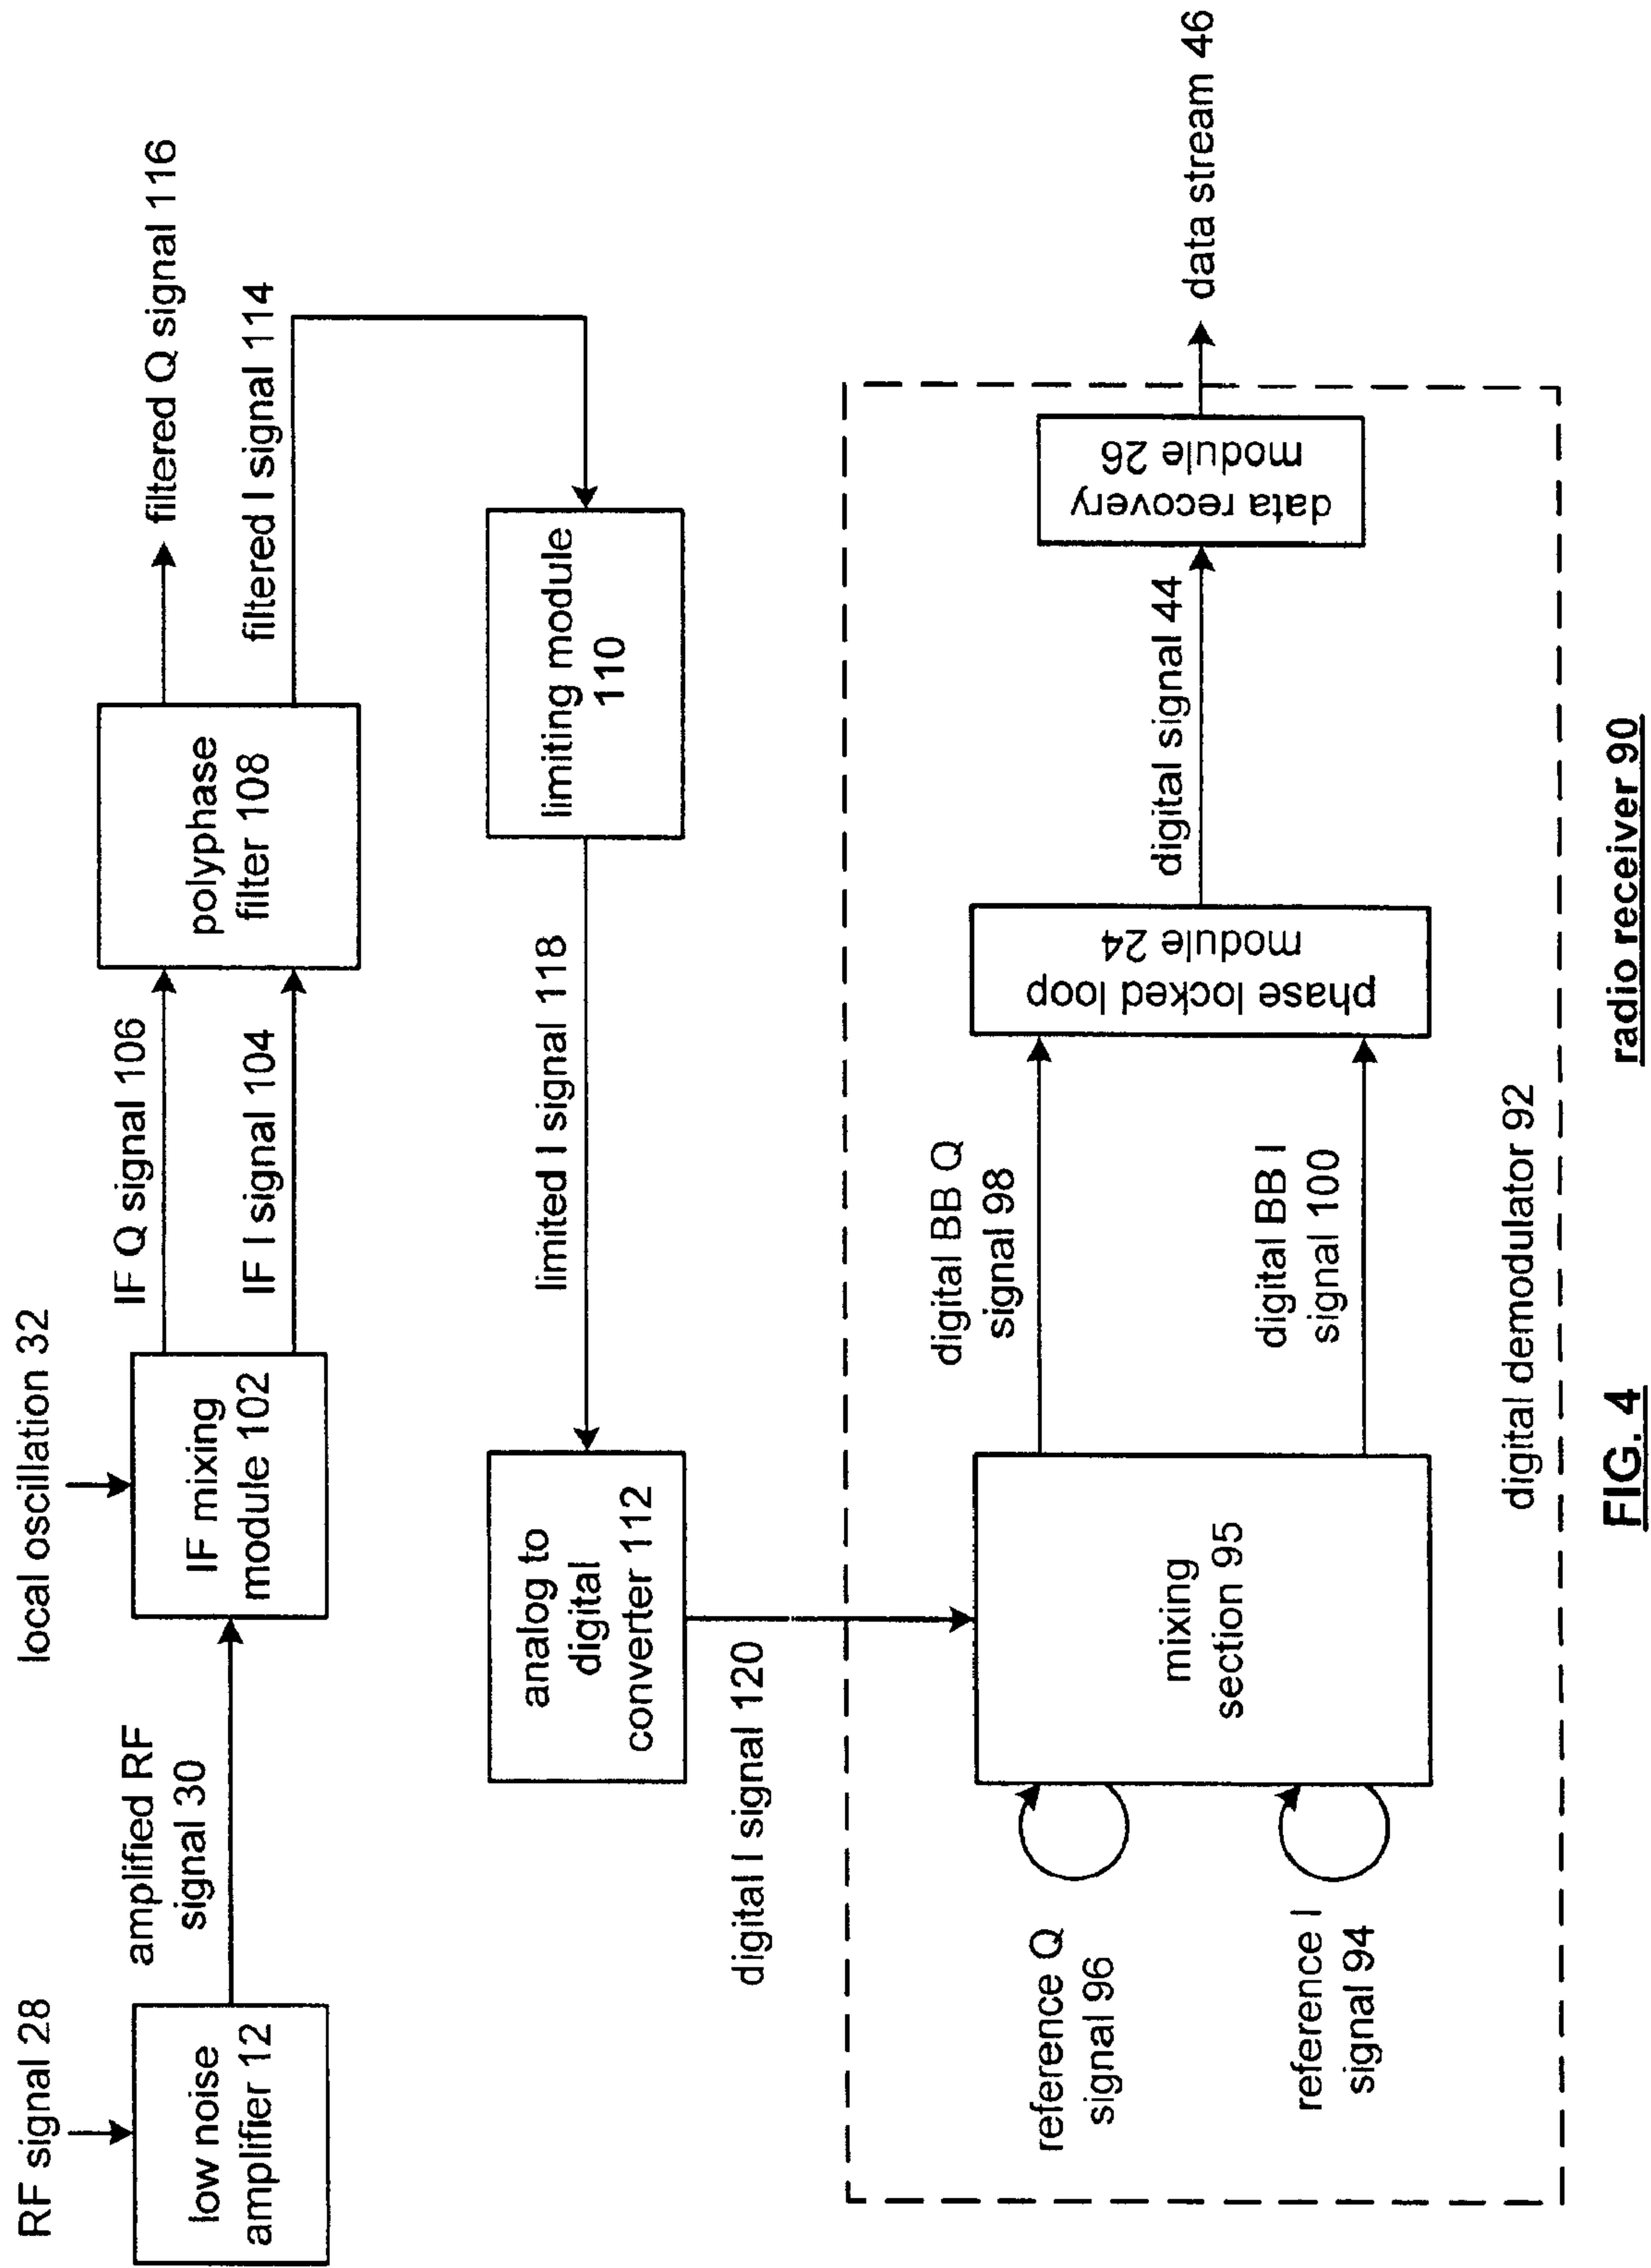 RF signal 28
low noise
amplifier 12
amplified RF
signal 30
local oscillation 32
IF mixing
module 102
IF Q signal 106
IF I signal 104
polyphase
filter 108
filtered Q signal 116
filtered I signal 114
limiting module
110
limited I signal 118
analog to
digital
converter 112
digital I signal 120
reference Q
signal 96
reference I
signal 94
mixing
section 95
digital BB Q
signal 98
digital BB I
signal 100
phase locked loop
module 24
digital signal 44
data recovery
module 26
data stream 46
digital demodulator 92
FIG. 4
radio receiver 90